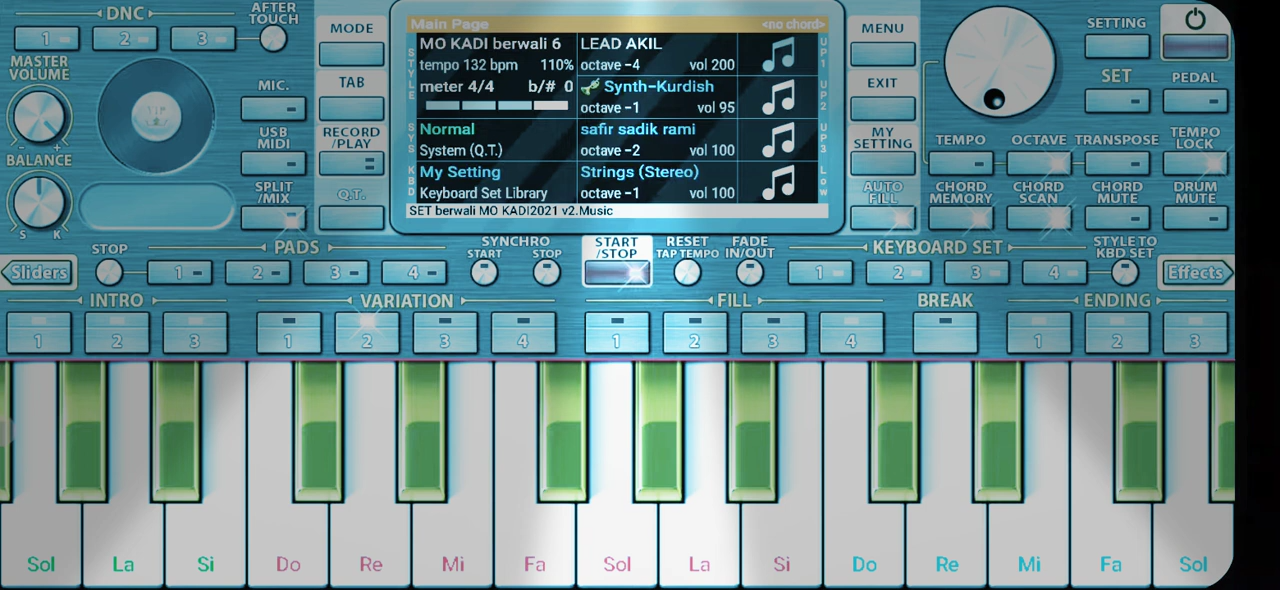 DNC
1
2
3
AFTER
TOUCH
MASTER
VOLUME
- +
MIC.
USB
MIDI
BALANCE
S K
SPLIT
/MIX
MODE
TAB
RECORD
/PLAY
Q.T.
Main Page
<no chord>
STYLE
SYS
KBD
MO KADI berwali 6
tempo 132 bpm 110%
meter 4/4 b/# 0
Normal
System (Q.T.)
My Setting
Keyboard Set Library
LEAD AKIL
octave -4 vol 200
Synth-Kurdish
octave -1 vol 95
safir sadik rami
octave -2 vol 100
Strings (Stereo)
octave -1 vol 100
UP1
UP2
UP3
Low
SET berwali MO KADI2021 v2.Music
MENU
EXIT
MY
SETTING
AUTO
FILL
SETTING
SET
PEDAL
TEMPO
OCTAVE
TRANSPOSE
TEMPO
LOCK
CHORD
MEMORY
CHORD
SCAN
CHORD
MUTE
DRUM
MUTE
Sliders
STOP
PADS
1
2
3
4
SYNCHRO
START STOP
START
/STOP
RESET
TAP TEMPO
FADE
IN/OUT
KEYBOARD SET
1
2
3
4
STYLE TO
KBD SET
Effects
INTRO
1
2
3
VARIATION
1
2
3
4
FILL
1
2
3
4
BREAK
ENDING
1
2
3
Sol La Si Do Re Mi Fa Sol La Si Do Re Mi Fa Sol